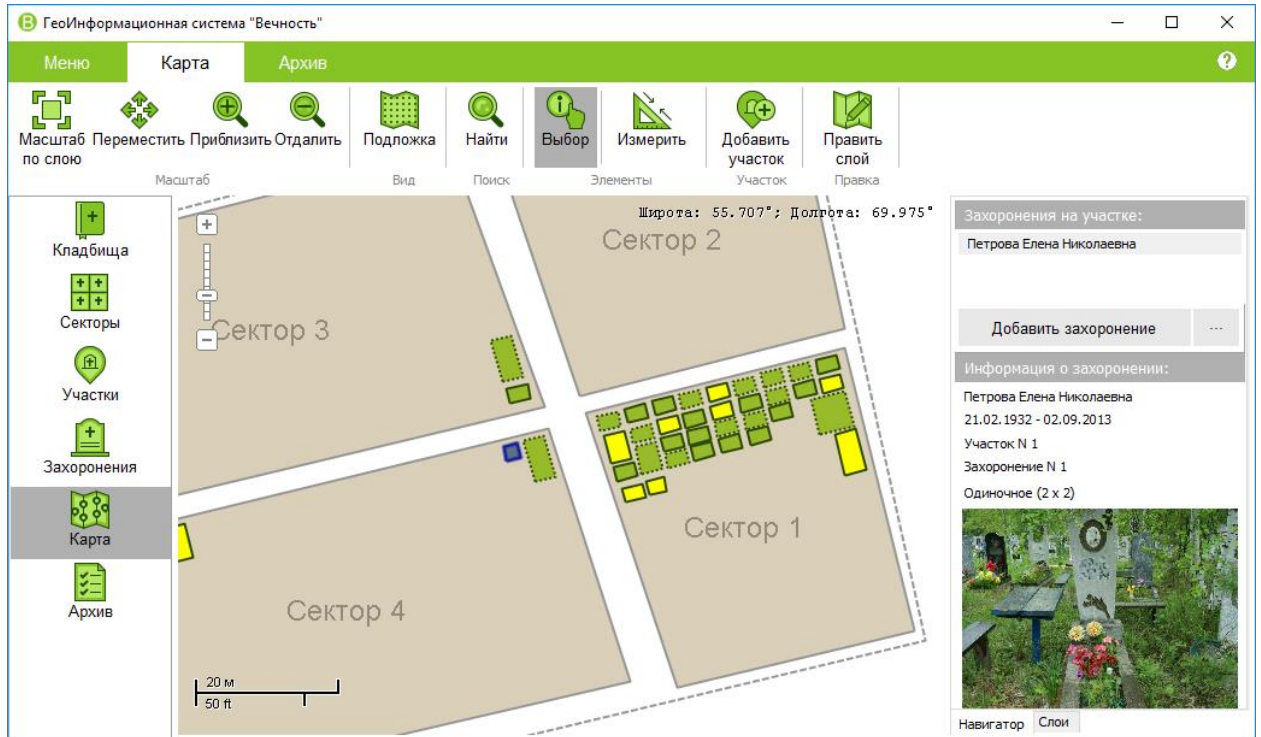 ГеоИнформационная система "Вечность"
Меню Карта Архив
Масштаб по слою
Переместить
Приблизить
Отдалить
Подложка
Найти
Выбор
Измерить
Добавить участок
Править слой
Масштаб
Вид
Поиск
Элементы
Участок
Правка
Кладбища
Секторы
Участки
Захоронения
Карта
Архив
Широта: 55.707°; Долгота: 69.975°
Сектор 2
Сектор 3
Сектор 1
Сектор 4
20 м
50 ft
Захоронения на участке:
Петрова Елена Николаевна
Добавить захоронение ...
Информация о захоронении:
Петрова Елена Николаевна
21.02.1932 - 02.09.2013
Участок N 1
Захоронение N 1
Одиночное (2 x 2)
Навигатор Слои